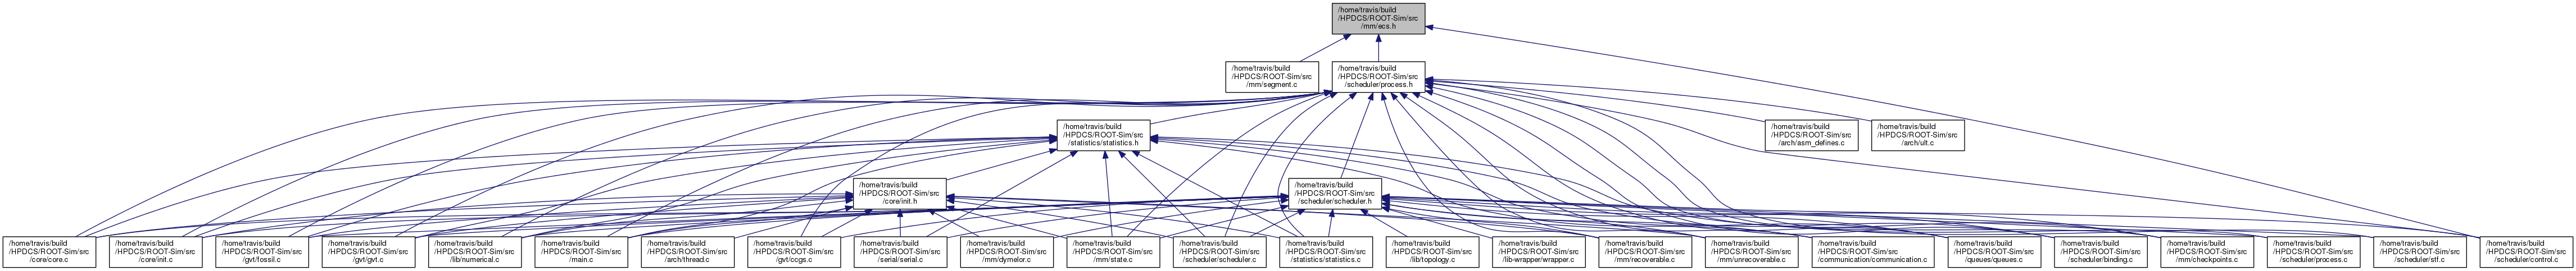 /home/travis/build
/HPDCS/ROOT-Sim/src
/mm/ecs.h
/home/travis/build
/HPDCS/ROOT-Sim/src
/mm/segment.c
/home/travis/build
/HPDCS/ROOT-Sim/src
/scheduler/process.h
/home/travis/build
/HPDCS/ROOT-Sim/src
/statistics/statistics.h
/home/travis/build
/HPDCS/ROOT-Sim/src
/arch/asm_defines.c
/home/travis/build
/HPDCS/ROOT-Sim/src
/arch/ult.c
/home/travis/build
/HPDCS/ROOT-Sim/src
/core/init.h
/home/travis/build
/HPDCS/ROOT-Sim/src
/scheduler/scheduler.h
/home/travis/build
/HPDCS/ROOT-Sim/src
/core/core.c
/home/travis/build
/HPDCS/ROOT-Sim/src
/core/init.c
/home/travis/build
/HPDCS/ROOT-Sim/src
/gvt/fossil.c
/home/travis/build
/HPDCS/ROOT-Sim/src
/gvt/gvt.c
/home/travis/build
/HPDCS/ROOT-Sim/src
/lib/numerical.c
/home/travis/build
/HPDCS/ROOT-Sim/src
/main.c
/home/travis/build
/HPDCS/ROOT-Sim/src
/arch/thread.c
/home/travis/build
/HPDCS/ROOT-Sim/src
/gvt/ccgs.c
/home/travis/build
/HPDCS/ROOT-Sim/src
/serial/serial.c
/home/travis/build
/HPDCS/ROOT-Sim/src
/mm/dymelor.c
/home/travis/build
/HPDCS/ROOT-Sim/src
/mm/state.c
/home/travis/build
/HPDCS/ROOT-Sim/src
/scheduler/scheduler.c
/home/travis/build
/HPDCS/ROOT-Sim/src
/statistics/statistics.c
/home/travis/build
/HPDCS/ROOT-Sim/src
/lib/topology.c
/home/travis/build
/HPDCS/ROOT-Sim/src
/lib-wrapper/wrapper.c
/home/travis/build
/HPDCS/ROOT-Sim/src
/mm/recoverable.c
/home/travis/build
/HPDCS/ROOT-Sim/src
/mm/unrecoverable.c
/home/travis/build
/HPDCS/ROOT-Sim/src
/communication/communication.c
/home/travis/build
/HPDCS/ROOT-Sim/src
/queues/queues.c
/home/travis/build
/HPDCS/ROOT-Sim/src
/scheduler/binding.c
/home/travis/build
/HPDCS/ROOT-Sim/src
/mm/checkpoints.c
/home/travis/build
/HPDCS/ROOT-Sim/src
/scheduler/process.c
/home/travis/build
/HPDCS/ROOT-Sim/src
/scheduler/stf.c
/home/travis/build
/HPDCS/ROOT-Sim/src
/scheduler/control.c